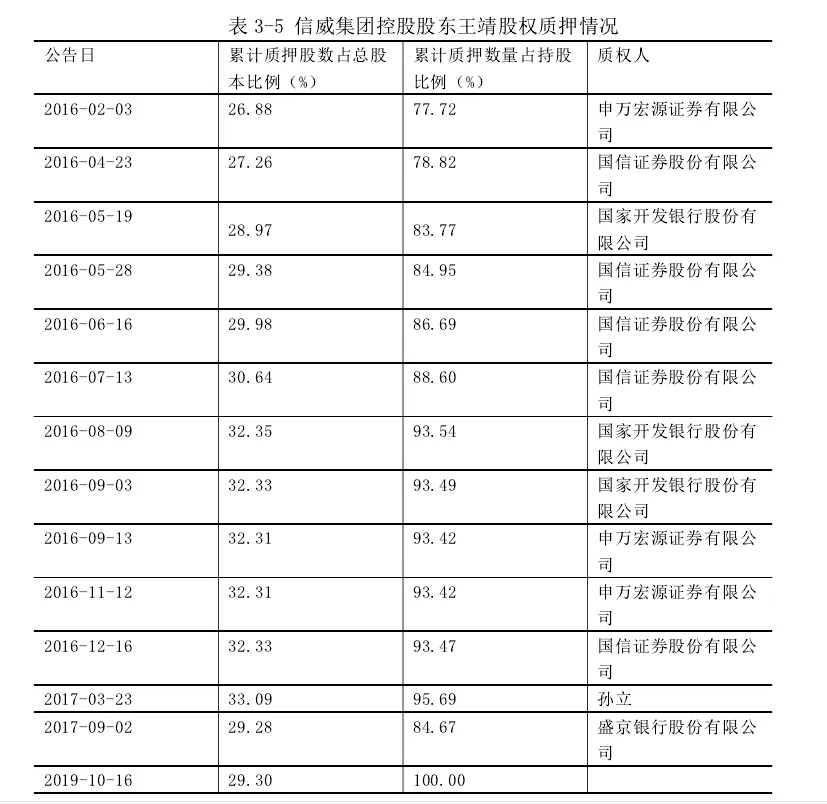 表 3-5 信威集团控股股东王靖股权质押情况
公告日 累计质押股数占总股 累计质押数量占持股 质权人
本比例（%） 比例（%）
2016-02-03 26.88 77.72 申万宏源证券有限公
司
2016-04-23 27.26 78.82 国信证券股份有限公
司
2016-05-19 28.97 83.77 国家开发银行股份有
限公司
2016-05-28 29.38 84.95 国信证券股份有限公
司
2016-06-16 29.98 86.69 国信证券股份有限公
司
2016-07-13 30.64 88.60 国信证券股份有限公
司
2016-08-09 32.35 93.54 国家开发银行股份有
限公司
2016-09-03 32.33 93.49 国家开发银行股份有
限公司
2016-09-13 32.31 93.42 申万宏源证券有限公
司
2016-11-12 32.31 93.42 申万宏源证券有限公
司
2016-12-16 32.33 93.47 国信证券股份有限公
司
2017-03-23 33.09 95.69 孙立
2017-09-02 29.28 84.67 盛京银行股份有限公
司
2019-10-16 29.30 100.00